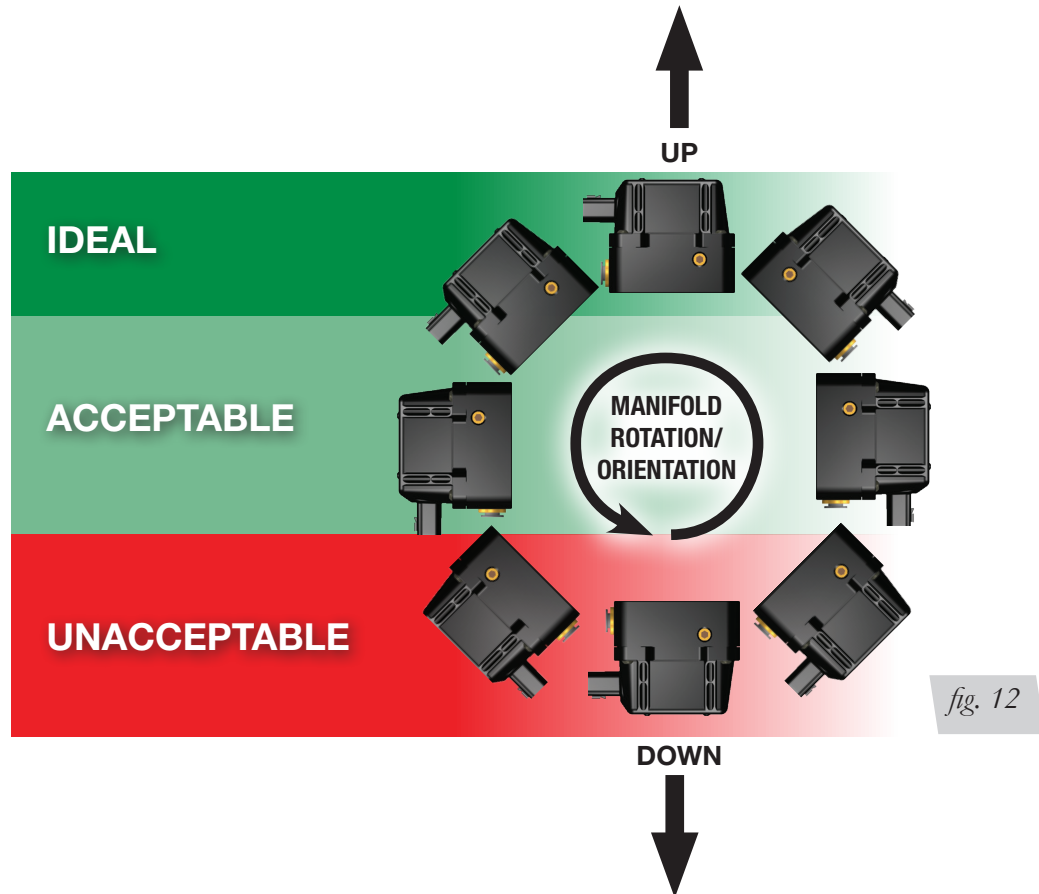 UP
IDEAL
ACCEPTABLE
MANIFOLD
ROTATION/
ORIENTATION
UNACCEPTABLE
fig. 12
DOWN